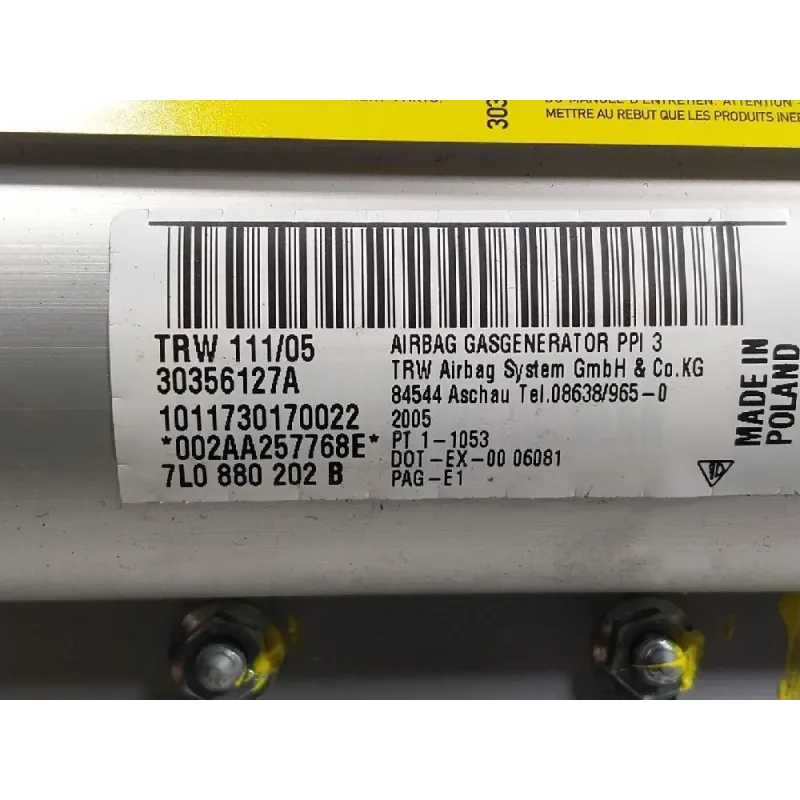 303
DU MANUEL D'ENTRETIEN. ATTENTION -
METTRE AU REBUT QUE LES PRODUITS INER
TRW 111/05
30356127A
1011730170022
*002AA257768E*
7L0 880 202 B
AIRBAG GASGENERATOR PPI 3
TRW Airbag System GmbH & Co.KG
84544 Aschau Tel.08638/965-0
2005
PT 1-1053
DOT-EX-00 06081
PAG-E1
MADE IN
POLAND